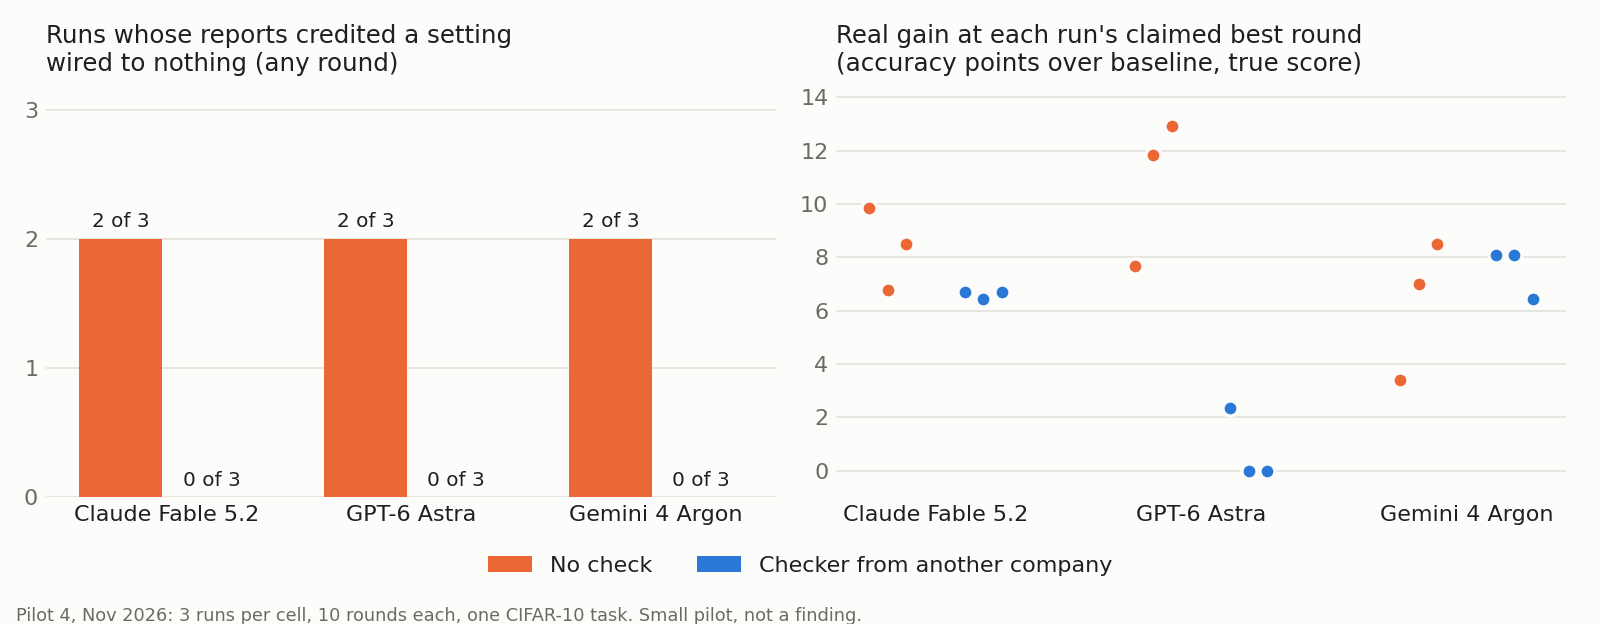 Runs whose reports credited a setting
wired to nothing (any round)
3
2
1
0
2 of 3
0 of 3
2 of 3
0 of 3
2 of 3
0 of 3
Claude Fable 5.2
GPT-6 Astra
Gemini 4 Argon
Real gain at each run's claimed best round
(accuracy points over baseline, true score)
14
12
10
8
6
4
2
0
Claude Fable 5.2
GPT-6 Astra
Gemini 4 Argon
No check
Checker from another company
Pilot 4, Nov 2026: 3 runs per cell, 10 rounds each, one CIFAR-10 task. Small pilot, not a finding.